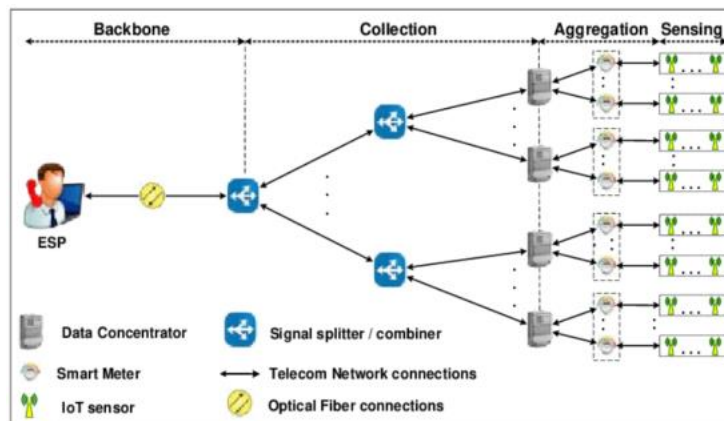 Backbone Collection Aggregation Sensing
ESP
Data Concentrator Signal splitter / combiner
Smart Meter Telecom Network connections
IoT sensor Optical Fiber connections